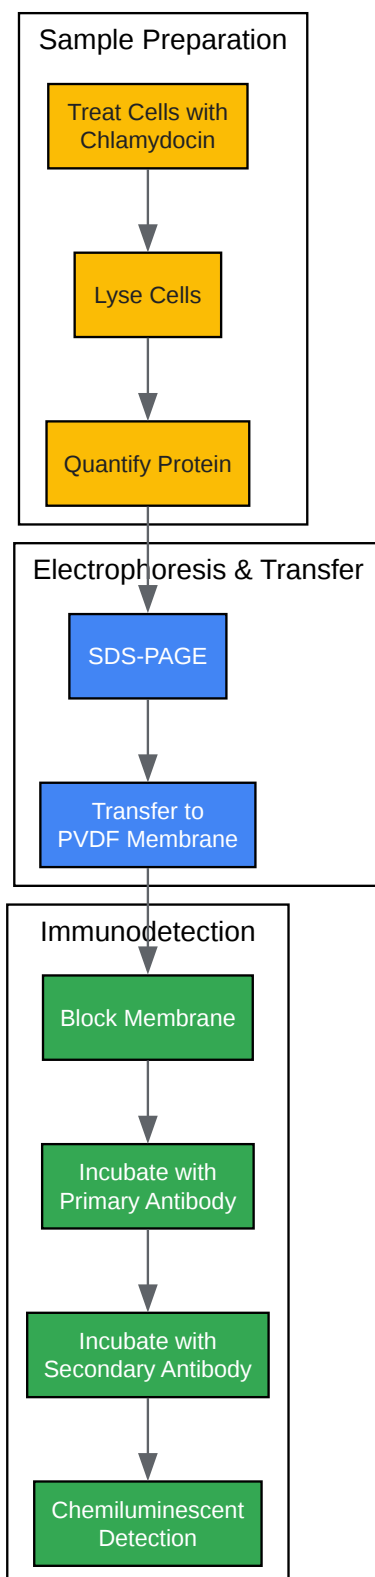 Sample Preparation
Treat Cells with
Chlamydocin
Lyse Cells
Quantify Protein
Electrophoresis & Transfer
SDS-PAGE
Transfer to
PVDF Membrane
Immunodetection
Block Membrane
Incubate with
Primary Antibody
Incubate with
Secondary Antibody
Chemiluminescent
Detection